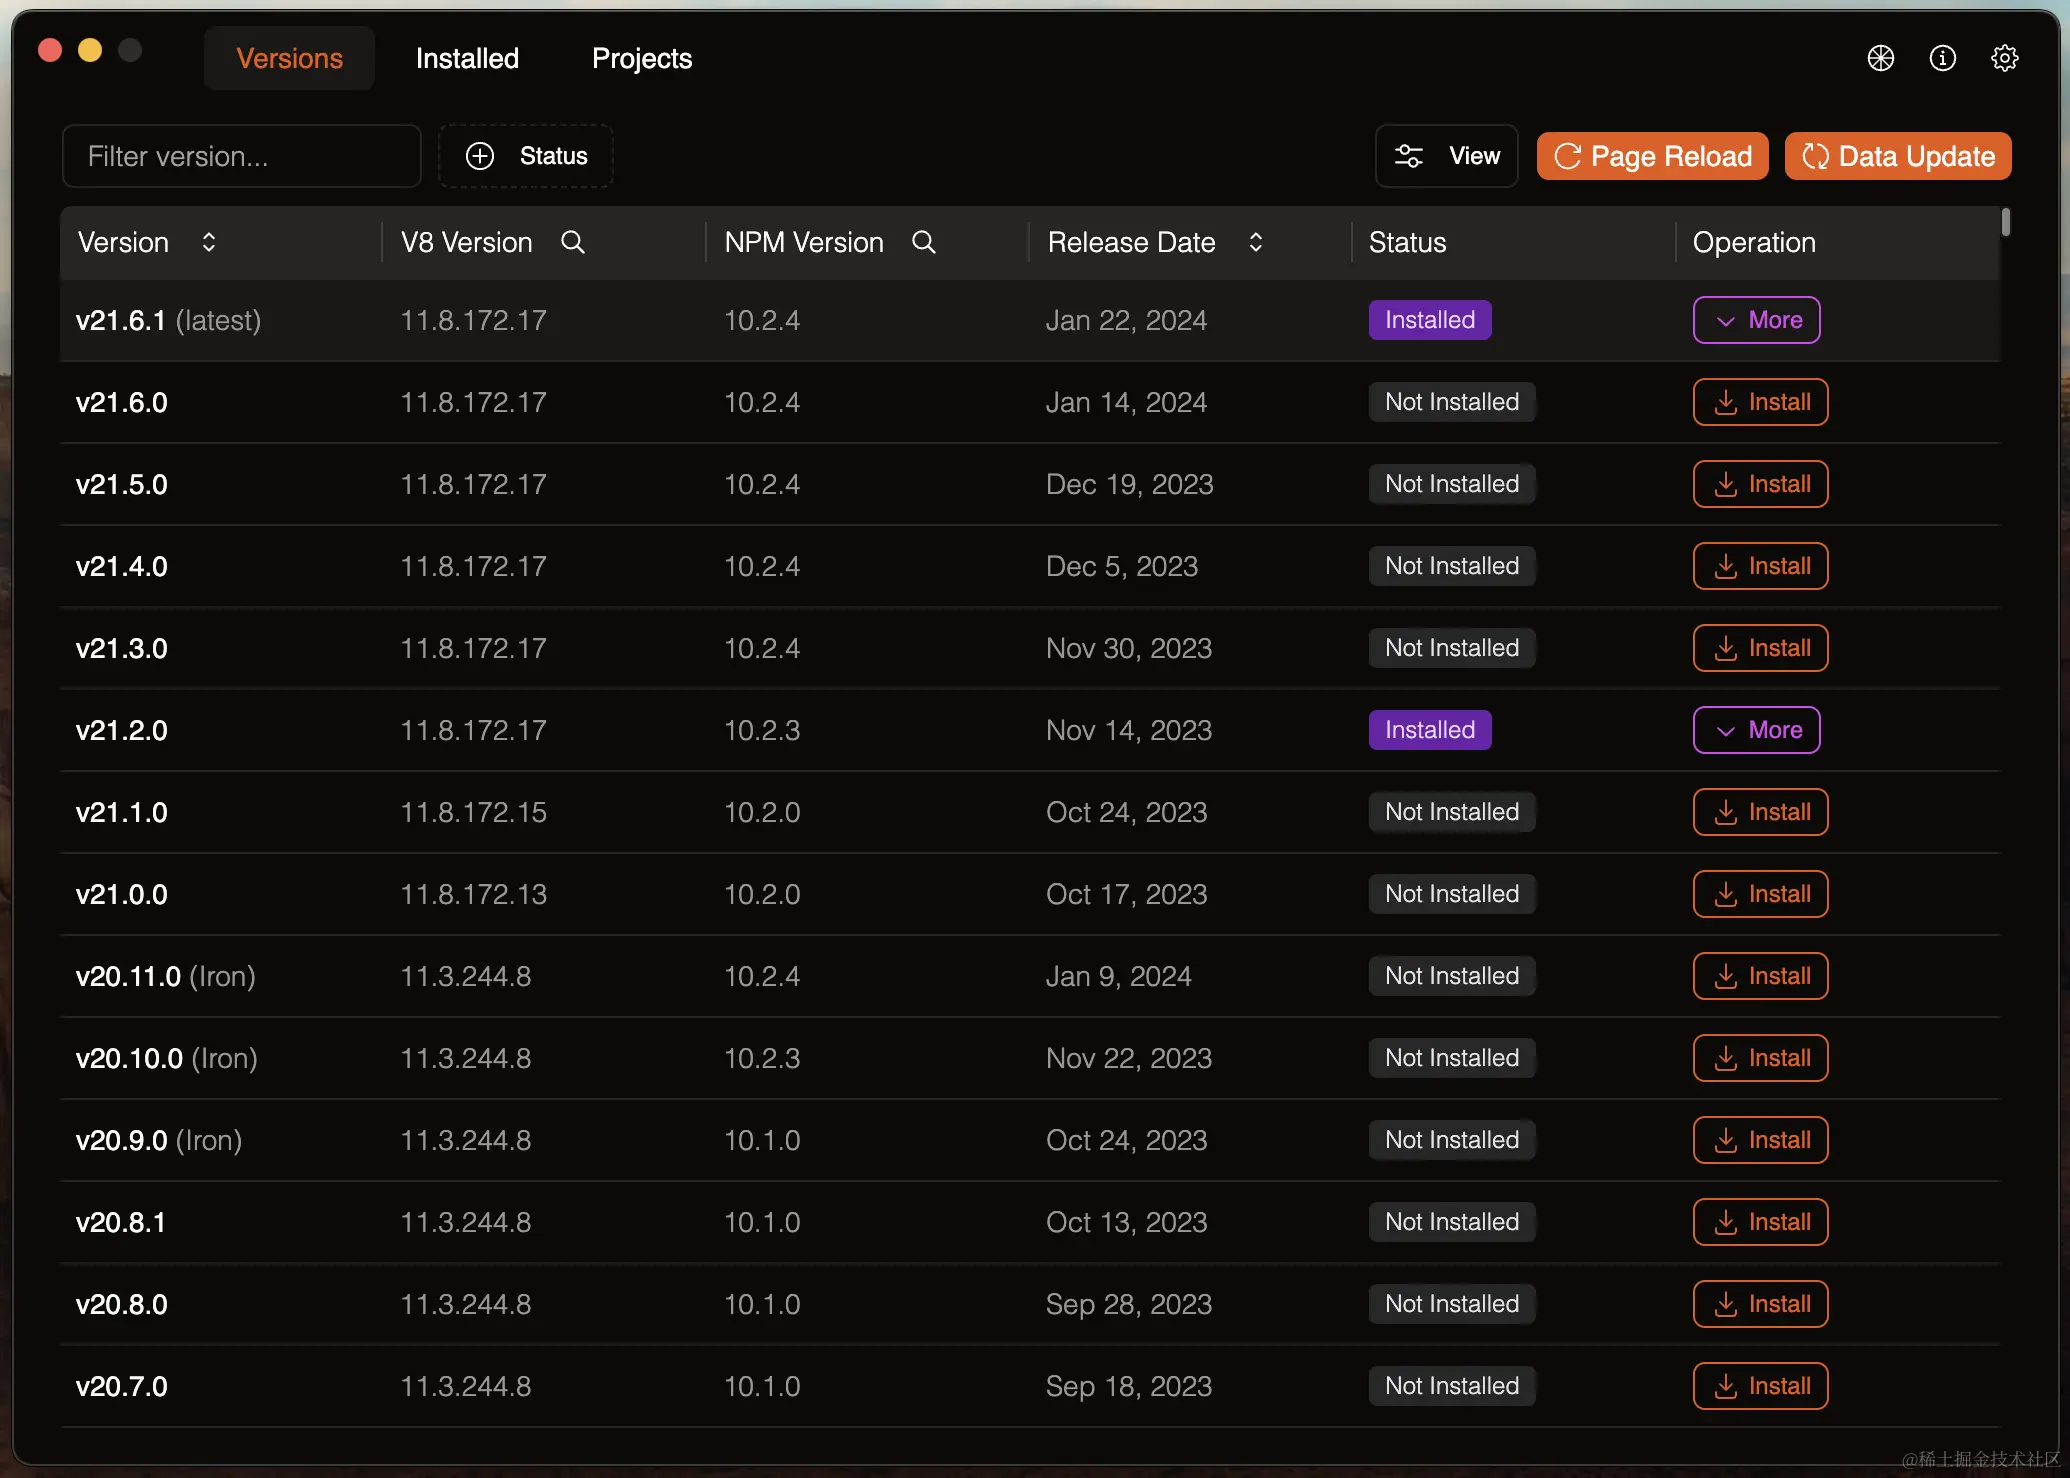 Versions Installed Projects
Filter version... Status View Page Reload Data Update
Version V8 Version NPM Version Release Date Status Operation
v21.6.1 (latest) 11.8.172.17 10.2.4 Jan 22, 2024 Installed More
v21.6.0 11.8.172.17 10.2.4 Jan 14, 2024 Not Installed Install
v21.5.0 11.8.172.17 10.2.4 Dec 19, 2023 Not Installed Install
v21.4.0 11.8.172.17 10.2.4 Dec 5, 2023 Not Installed Install
v21.3.0 11.8.172.17 10.2.4 Nov 30, 2023 Not Installed Install
v21.2.0 11.8.172.17 10.2.3 Nov 14, 2023 Installed More
v21.1.0 11.8.172.15 10.2.0 Oct 24, 2023 Not Installed Install
v21.0.0 11.8.172.13 10.2.0 Oct 17, 2023 Not Installed Install
v20.11.0 (Iron) 11.3.244.8 10.2.4 Jan 9, 2024 Not Installed Install
v20.10.0 (Iron) 11.3.244.8 10.2.3 Nov 22, 2023 Not Installed Install
v20.9.0 (Iron) 11.3.244.8 10.1.0 Oct 24, 2023 Not Installed Install
v20.8.1 11.3.244.8 10.1.0 Oct 13, 2023 Not Installed Install
v20.8.0 11.3.244.8 10.1.0 Sep 28, 2023 Not Installed Install
v20.7.0 11.3.244.8 10.1.0 Sep 18, 2023 Not Installed Install
@稀土掘金技术社区